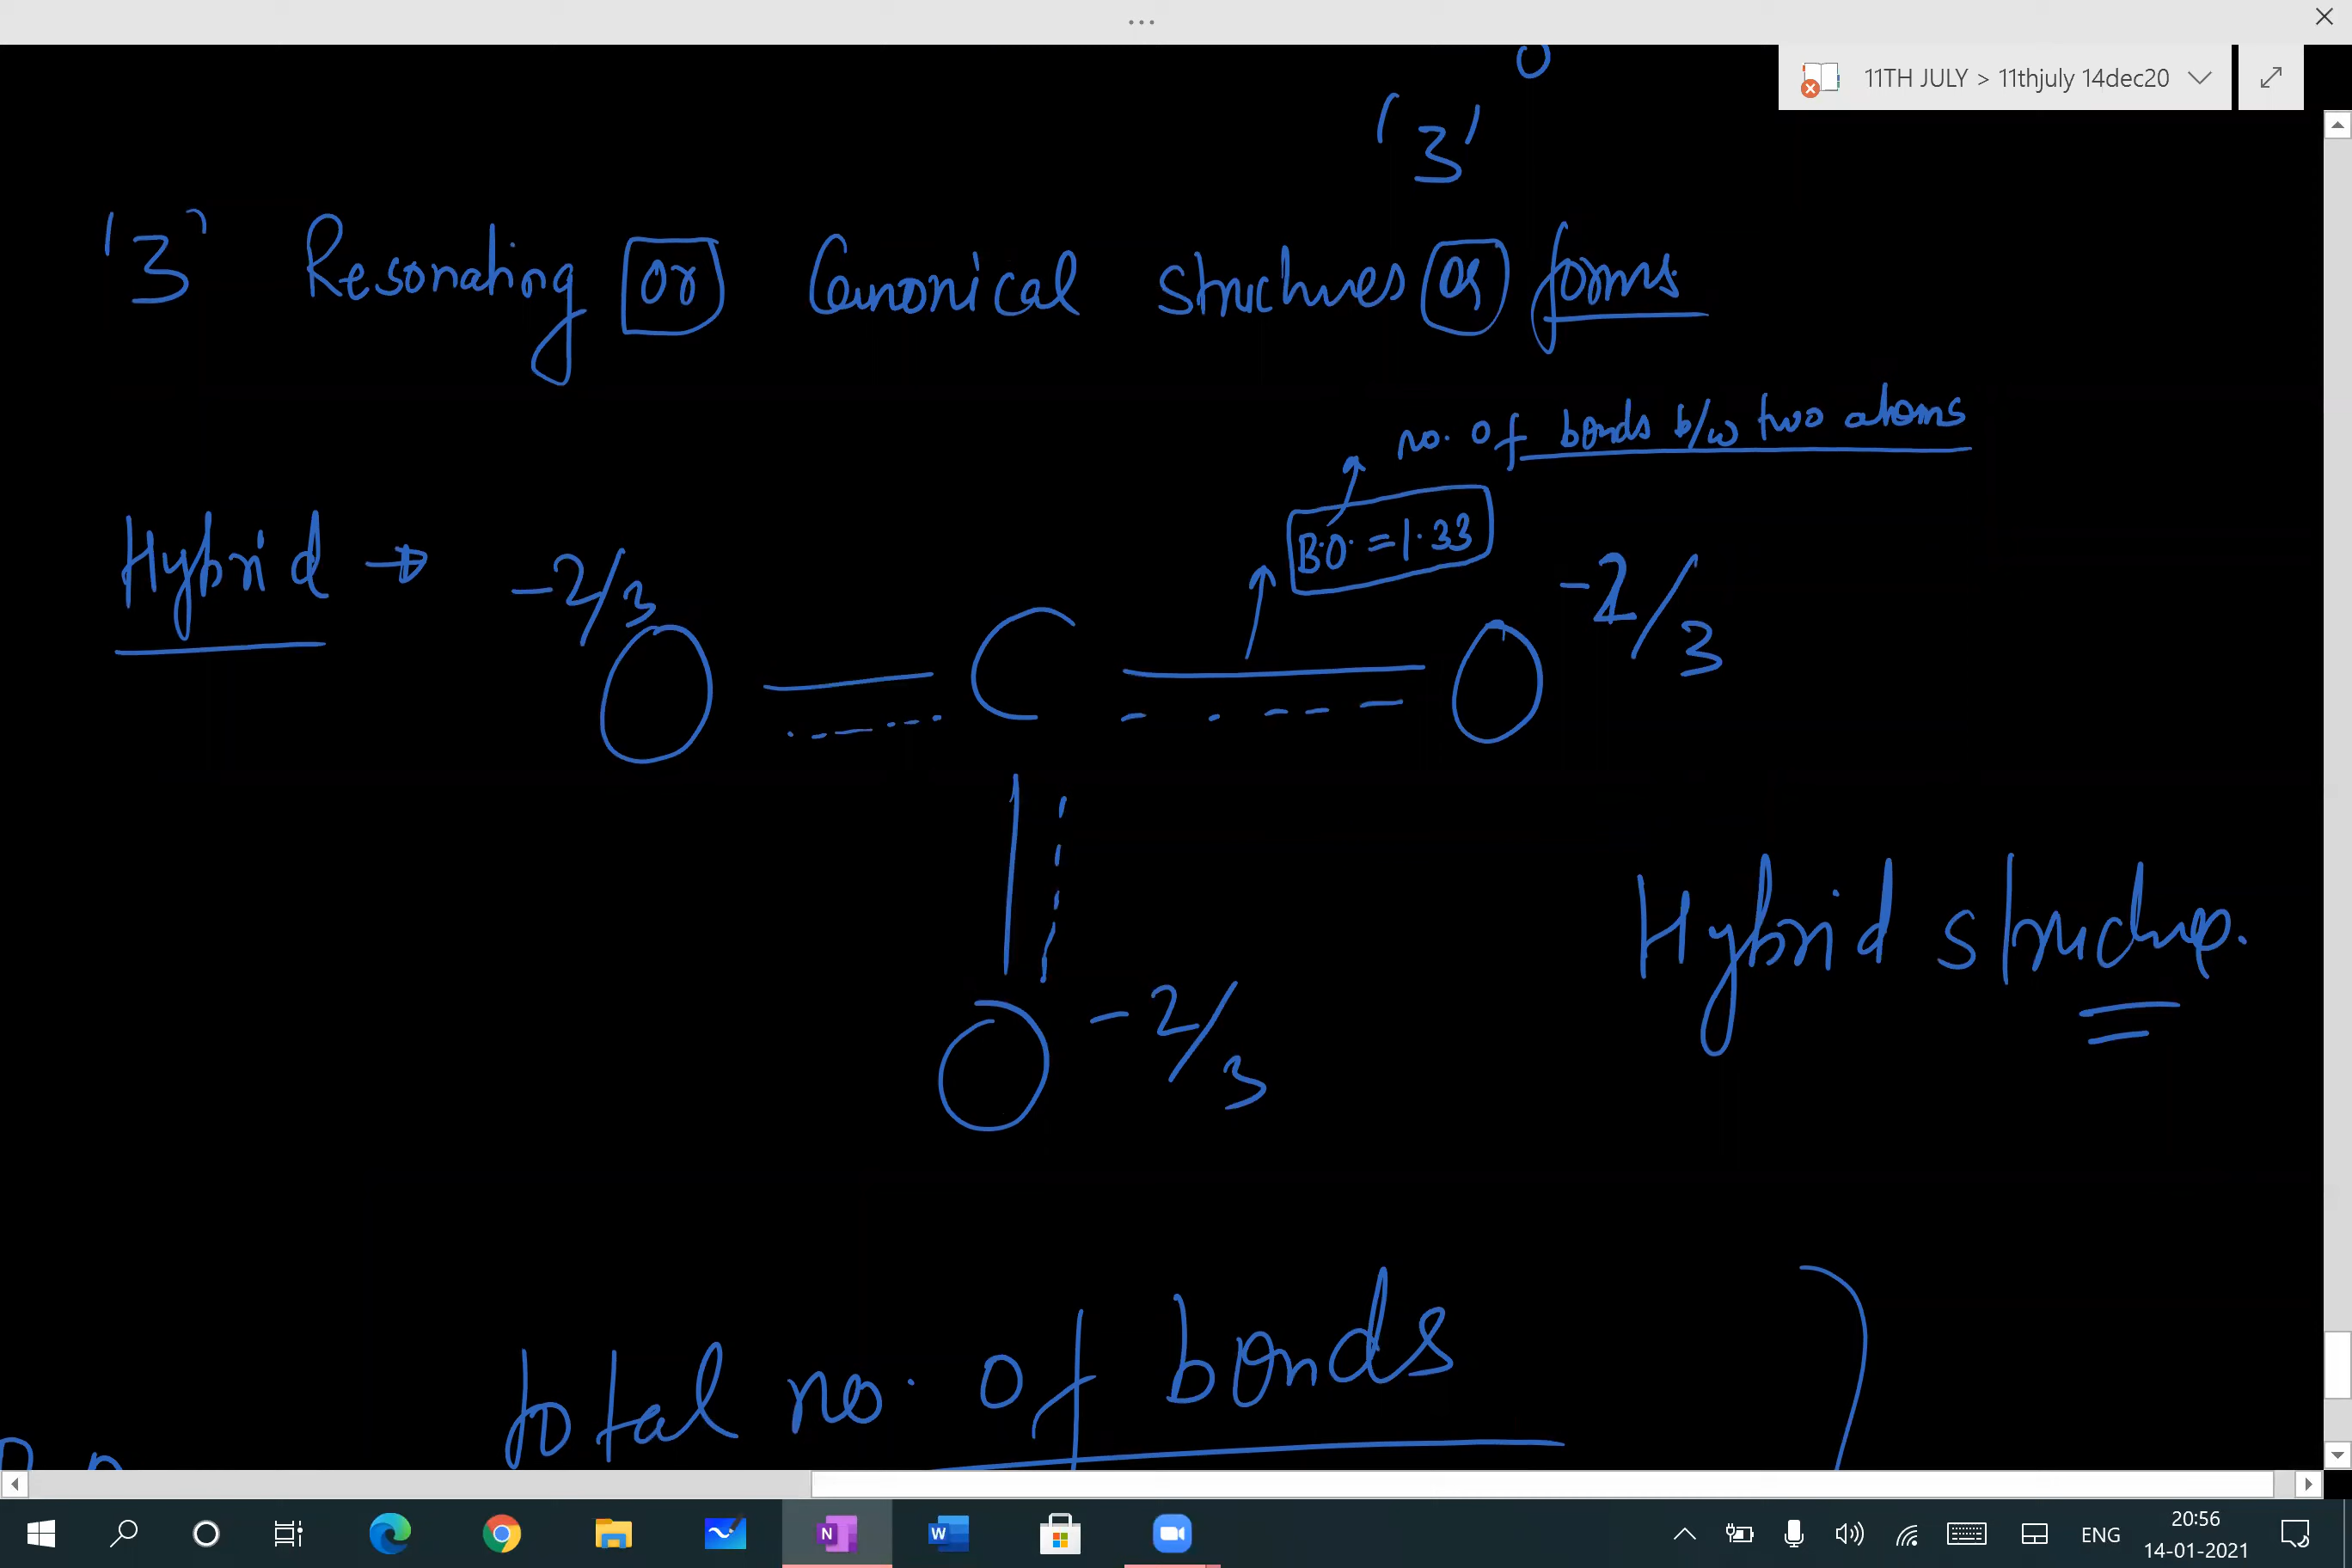 11TH JULY > 11thjuly 14dec20
'3'
'3' Resonating or Canonical structures or forms.
no. of bonds b/w two atoms
B.O. = 1.33
Hybrid → -2/3 -2/3
O C O
O -2/3
Hybrid structure.
total no. of bonds
ENG
20:56
14-01-2021